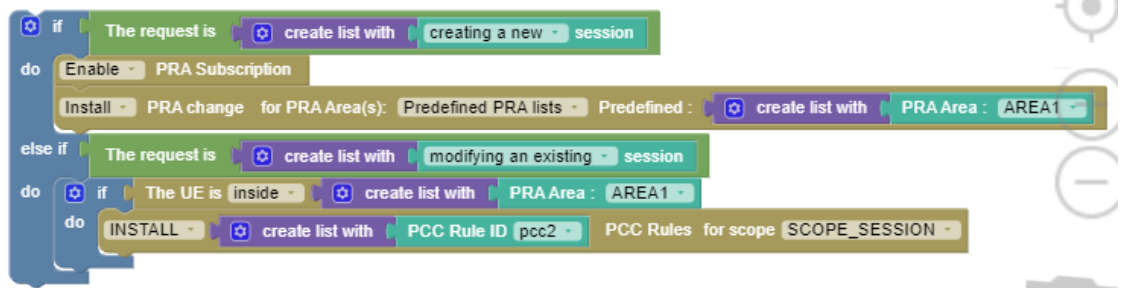 if The request is create list with creating a new session
do Enable PRA Subscription
Install PRA change for PRA Area(s): Predefined PRA lists Predefined : create list with PRA Area : AREA1
else if The request is create list with modifying an existing session
do if The UE is inside create list with PRA Area : AREA1
do INSTALL create list with PCC Rule ID pcc2 PCC Rules for scope SCOPE_SESSION